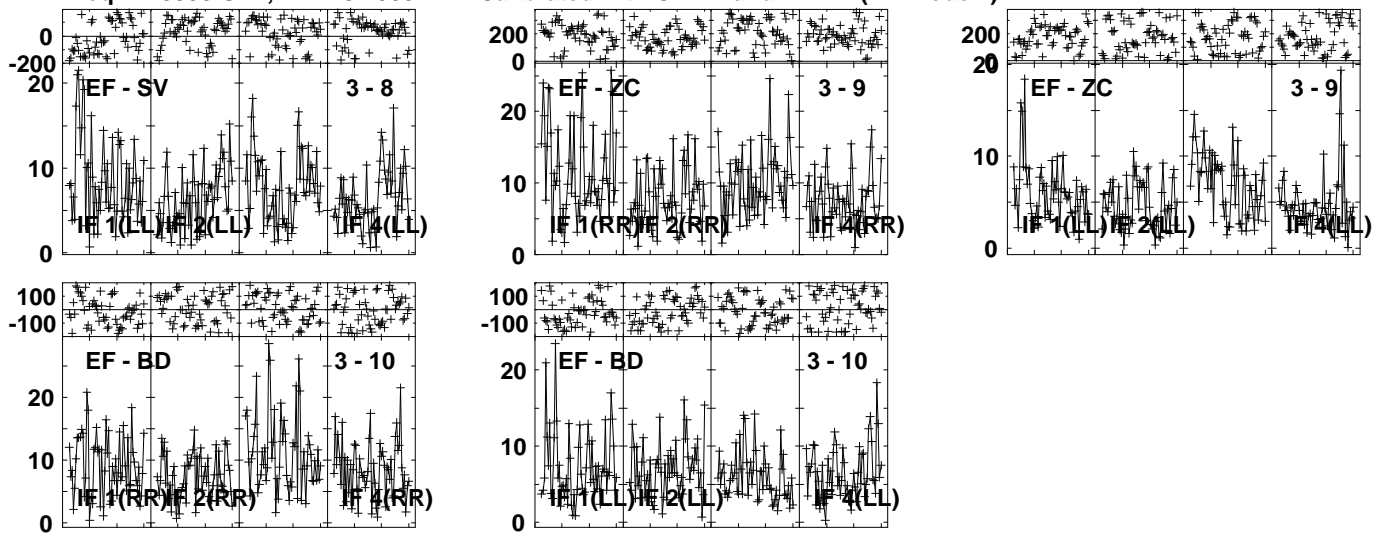 0
-200
20
10
0
EF - SV
3 - 8
IF 1(LL)
IF 2(LL)
IF 4(LL)
200
0
20
10
0
EF - ZC
3 - 9
IF 1(RR)
IF 2(RR)
IF 4(RR)
200
0
20
10
0
EF - ZC
3 - 9
IF 1(LL)
IF 2(LL)
IF 4(LL)
100
-100
20
10
0
EF - BD
3 - 10
IF 1(RR)
IF 2(RR)
IF 4(RR)
100
-100
20
10
0
EF - BD
3 - 10
IF 1(LL)
IF 2(LL)
IF 4(LL)